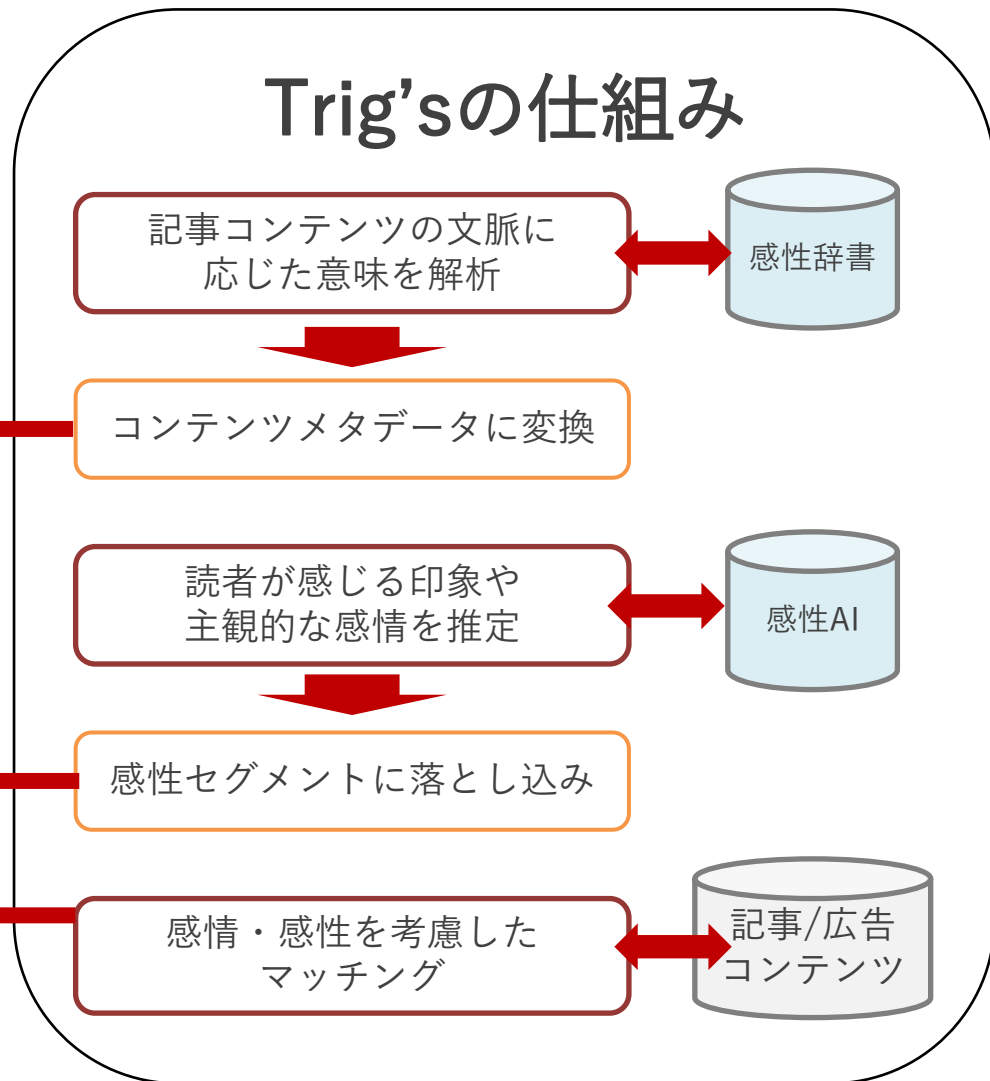 Trig’sの仕組み
記事コンテンツの文脈に
応じた意味を解析
感性辞書
コンテンツメタデータに変換
読者が感じる印象や
主観的な感情を推定
感性AI
感性セグメントに落とし込み
感情・感性を考慮した
マッチング
記事/広告
コンテンツ